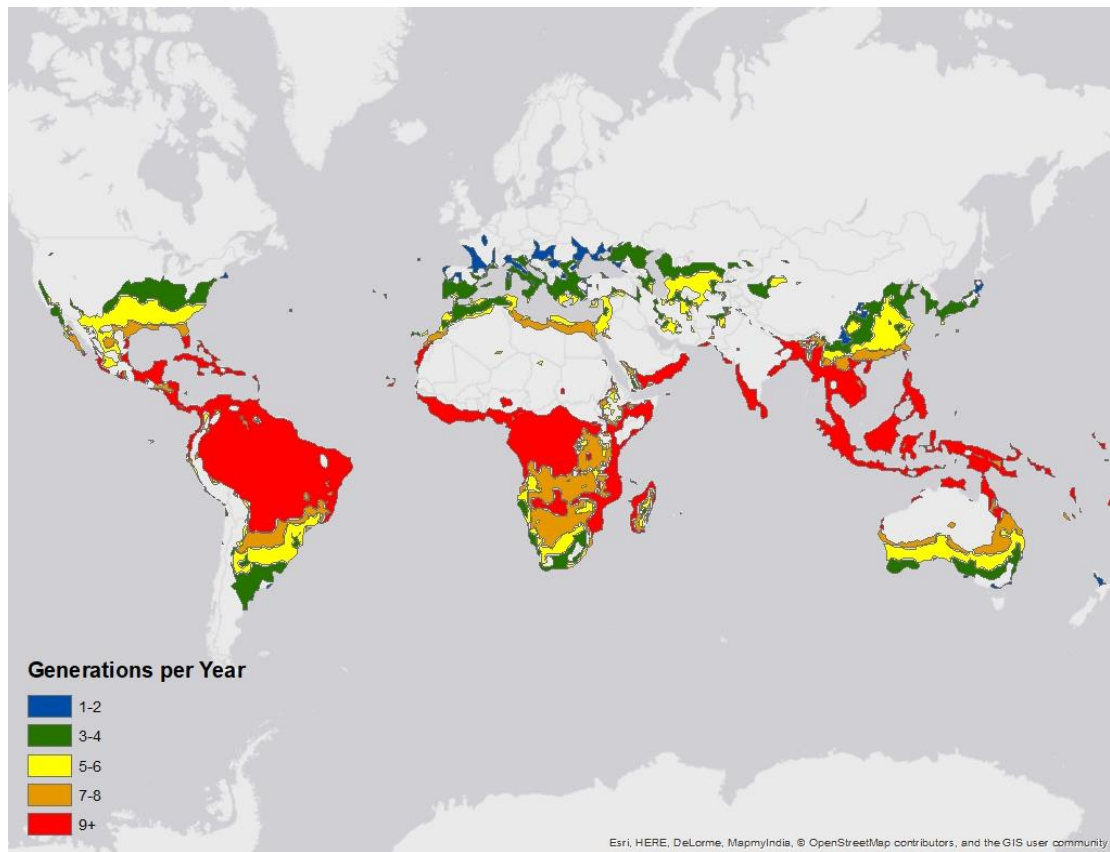 Generations per Year
1-2
3-4
5-6
7-8
9+
Esri, HERE, DeLorme, MapmyIndia, © OpenStreetMap contributors, and the GIS user community